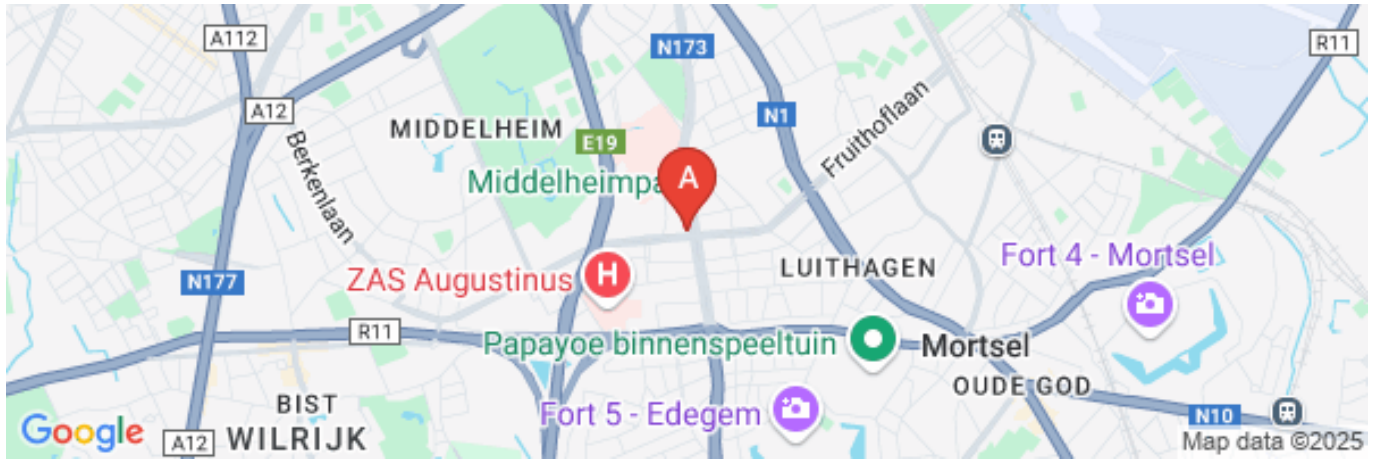 A112
N173
R11
A12
N1
MIDDELHEIM
E19
Berkenlaan
Fruithoflaan
Middelheimpa
A
N177
ZAS Augustinus
H
LUITHAGEN
Fort 4 - Mortsel
R11
Papayoe binnenspeeltuin
Mortsel
OUDE GOD
BIST
Fort 5 - Edegem
N10
Google
A12
WILRIJK
Map data ©2025